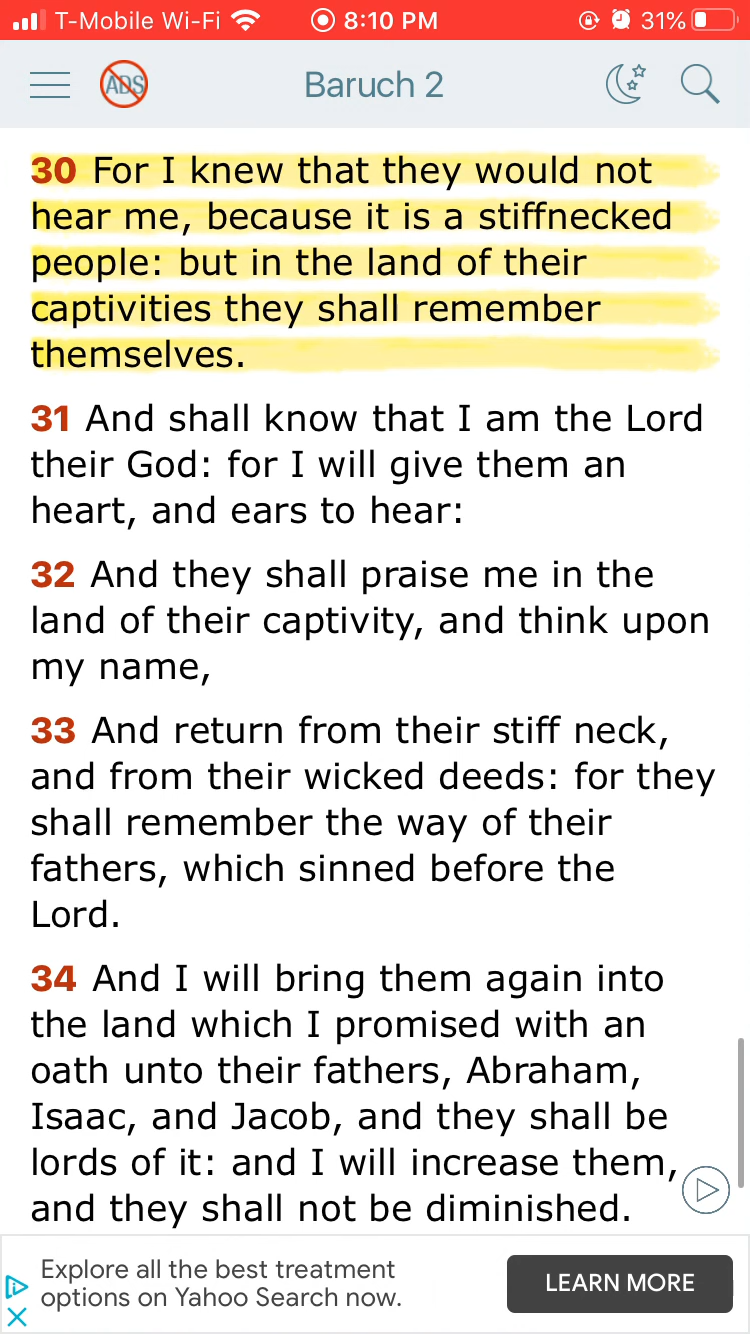 T-Mobile Wi-Fi 8:10 PM 31%
ADS Baruch 2
30 For I knew that they would not
hear me, because it is a stiffnecked
people: but in the land of their
captivities they shall remember
themselves.
31 And shall know that I am the Lord
their God: for I will give them an
heart, and ears to hear:
32 And they shall praise me in the
land of their captivity, and think upon
my name,
33 And return from their stiff neck,
and from their wicked deeds: for they
shall remember the way of their
fathers, which sinned before the
Lord.
34 And I will bring them again into
the land which I promised with an
oath unto their fathers, Abraham,
Isaac, and Jacob, and they shall be
lords of it: and I will increase them,
and they shall not be diminished.
Explore all the best treatment
options on Yahoo Search now.
LEARN MORE